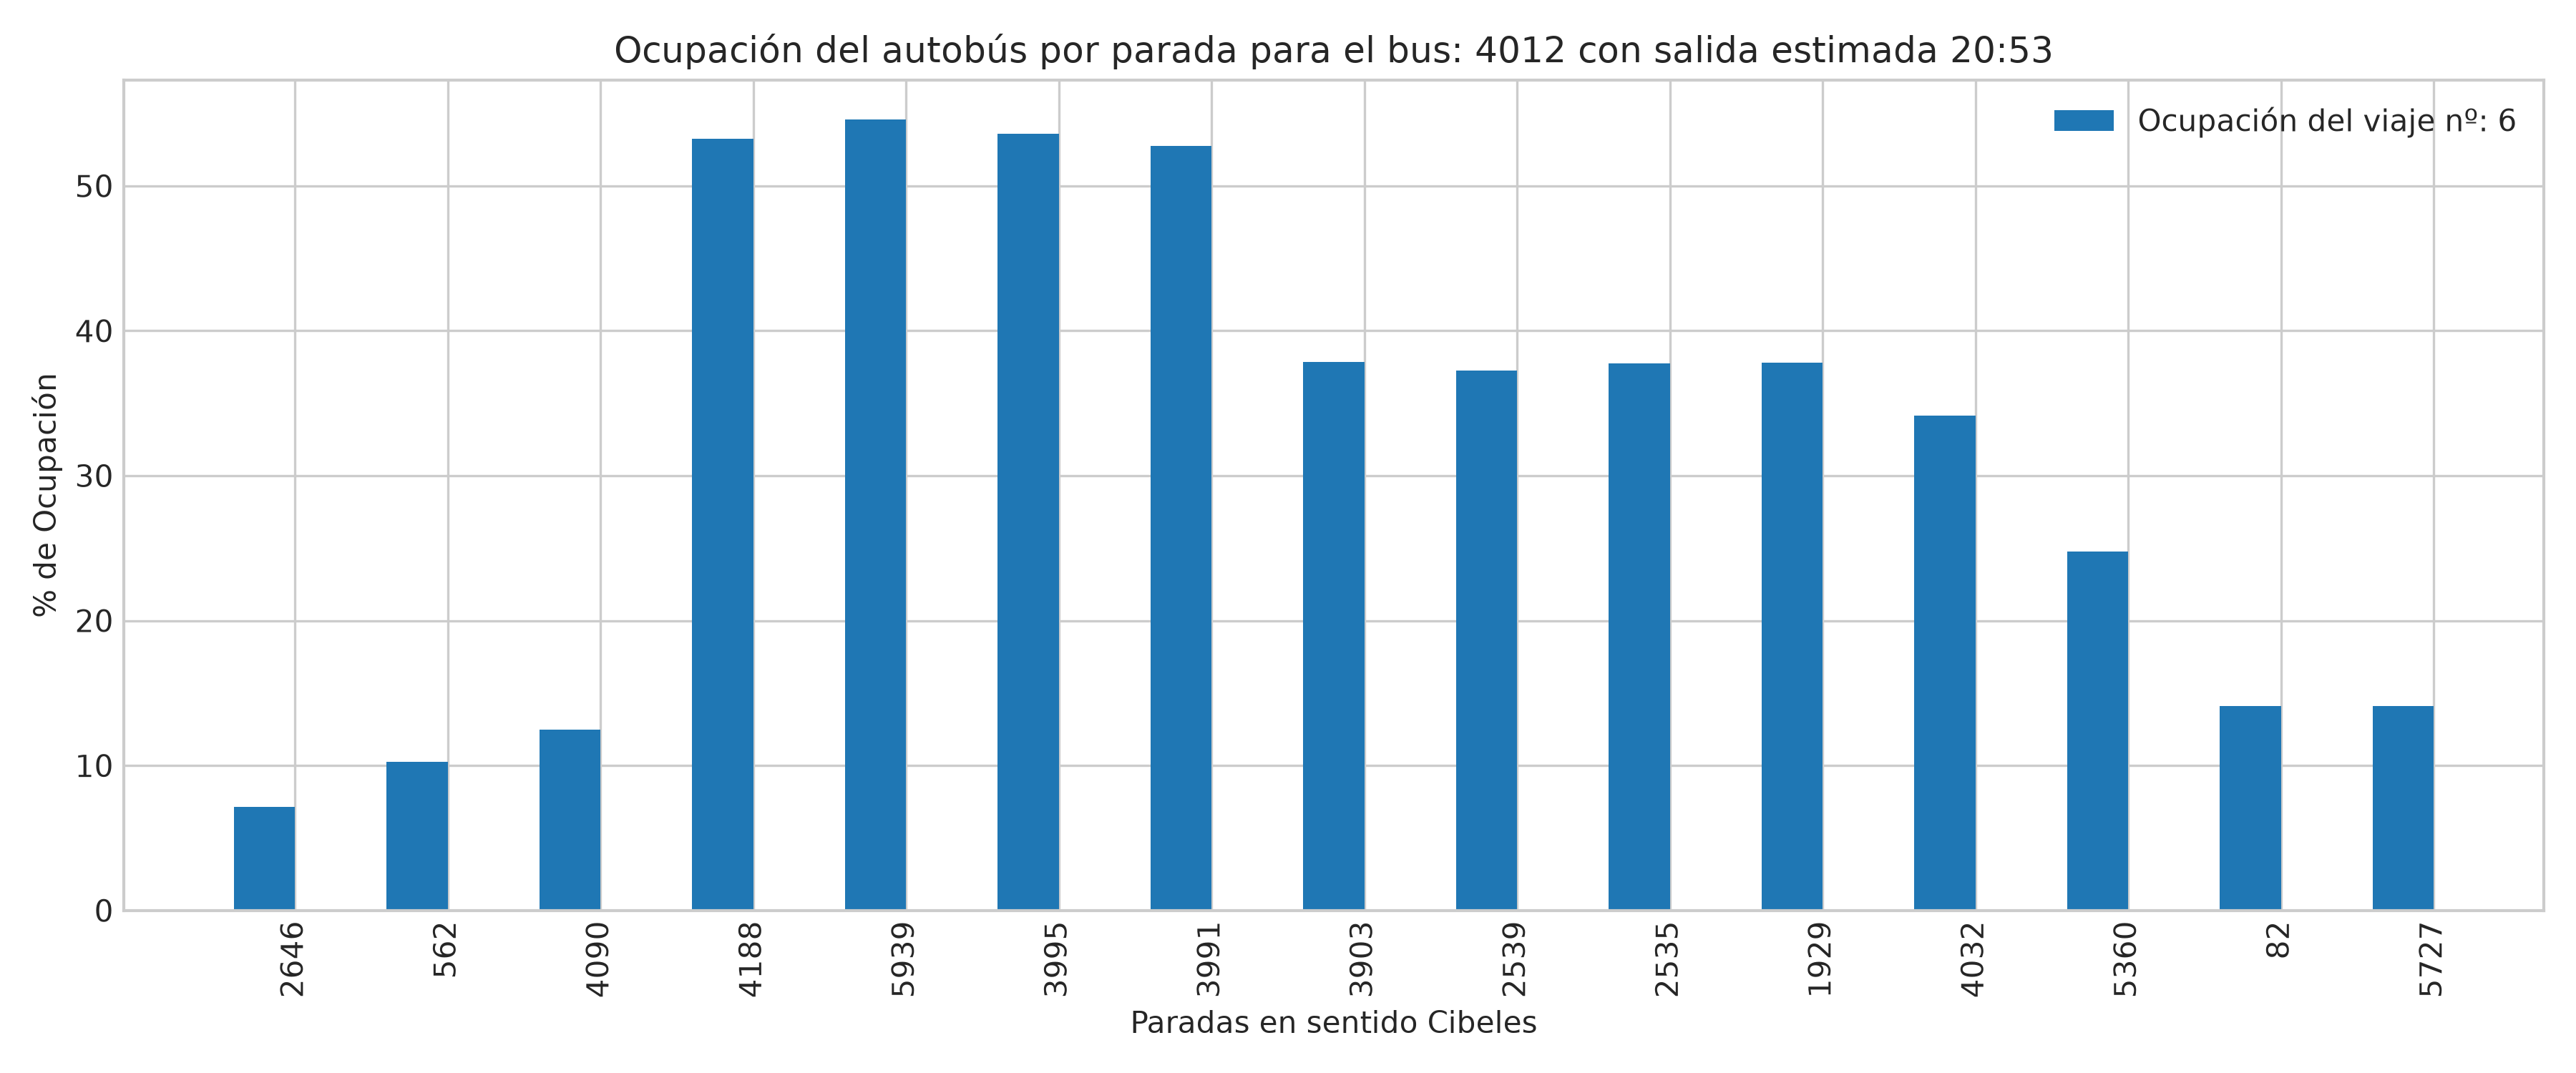 Ocupación del autobús por parada para el bus: 4012 con salida estimada 20:53
Ocupación del viaje nº: 6
% de Ocupación
50
40
30
20
10
0
2646 562 4090 4188 5939 3995 3991 3903 2539 2535 1929 4032 5360 82 5727
Paradas en sentido Cibeles